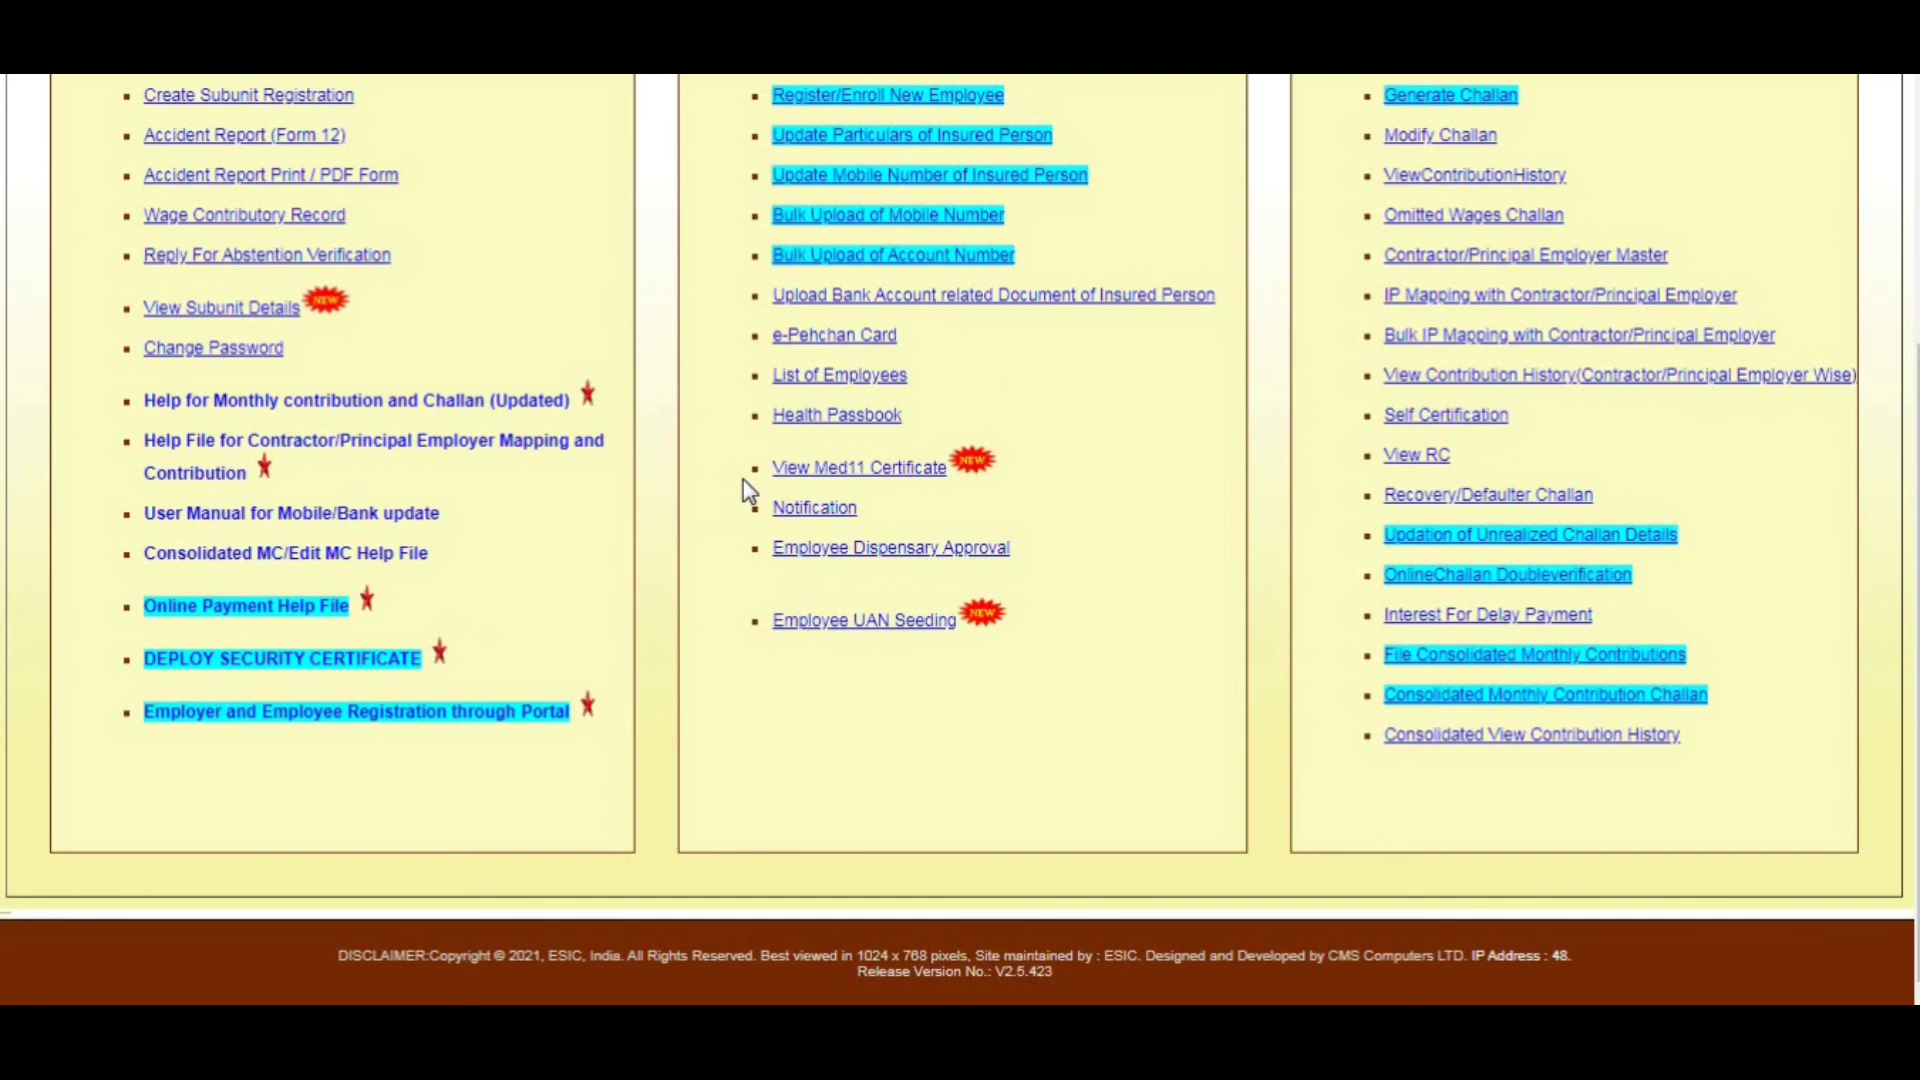 Create Subunit Registration
Accident Report (Form 12)
Accident Report Print / PDF Form
Wage Contributory Record
Reply For Abstention Verification
View Subunit Details NEW
Change Password
Help for Monthly contribution and Challan (Updated)
Help File for Contractor/Principal Employer Mapping and
Contribution
User Manual for Mobile/Bank update
Consolidated MC/Edit MC Help File
Online Payment Help File
DEPLOY SECURITY CERTIFICATE
Employer and Employee Registration through Portal
Register/Enroll New Employee
Update Particulars of Insured Person
Update Mobile Number of Insured Person
Bulk Upload of Mobile Number
Bulk Upload of Account Number
Upload Bank Account related Document of Insured Person
e-Pehchan Card
List of Employees
Health Passbook
View Med11 Certificate NEW
Notification
Employee Dispensary Approval
Employee UAN Seeding NEW
Generate Challan
Modify Challan
ViewContributionHistory
Omitted Wages Challan
Contractor/Principal Employer Master
IP Mapping with Contractor/Principal Employer
Bulk IP Mapping with Contractor/Principal Employer
View Contribution History(Contractor/Principal Employer Wise)
Self Certification
View RC
Recovery/Defaulter Challan
Updation of Unrealized Challan Details
OnlineChallan Doubleverification
Interest For Delay Payment
File Consolidated Monthly Contributions
Consolidated Monthly Contribution Challan
Consolidated View Contribution History
DISCLAIMER:Copyright © 2021, ESIC, India. All Rights Reserved. Best viewed in 1024 x 768 pixels, Site maintained by : ESIC. Designed and Developed by CMS Computers LTD. IP Address : 48.
Release Version No.: V2.5.423